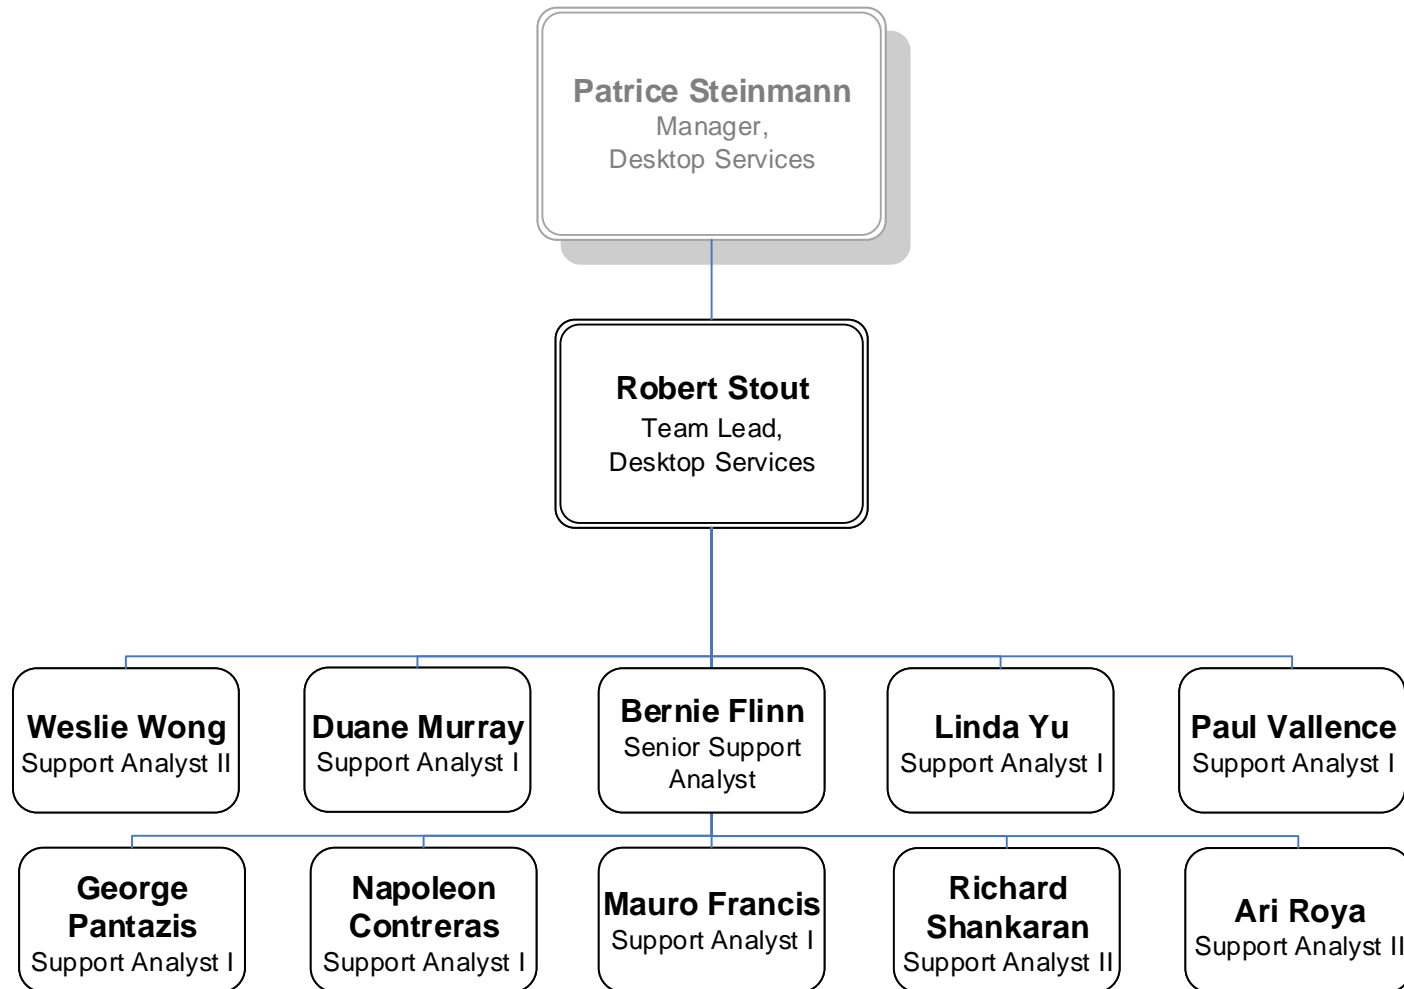 Patrice Steinmann
Manager,
Desktop Services
Robert Stout
Team Lead,
Desktop Services
Weslie Wong
Support Analyst II
Duane Murray
Support Analyst I
Bernie Flinn
Senior Support
Analyst
Linda Yu
Support Analyst I
Paul Vallence
Support Analyst I
George
Pantazis
Support Analyst I
Napoleon
Contreras
Support Analyst I
Mauro Francis
Support Analyst I
Richard
Shankaran
Support Analyst II
Ari Roya
Support Analyst II